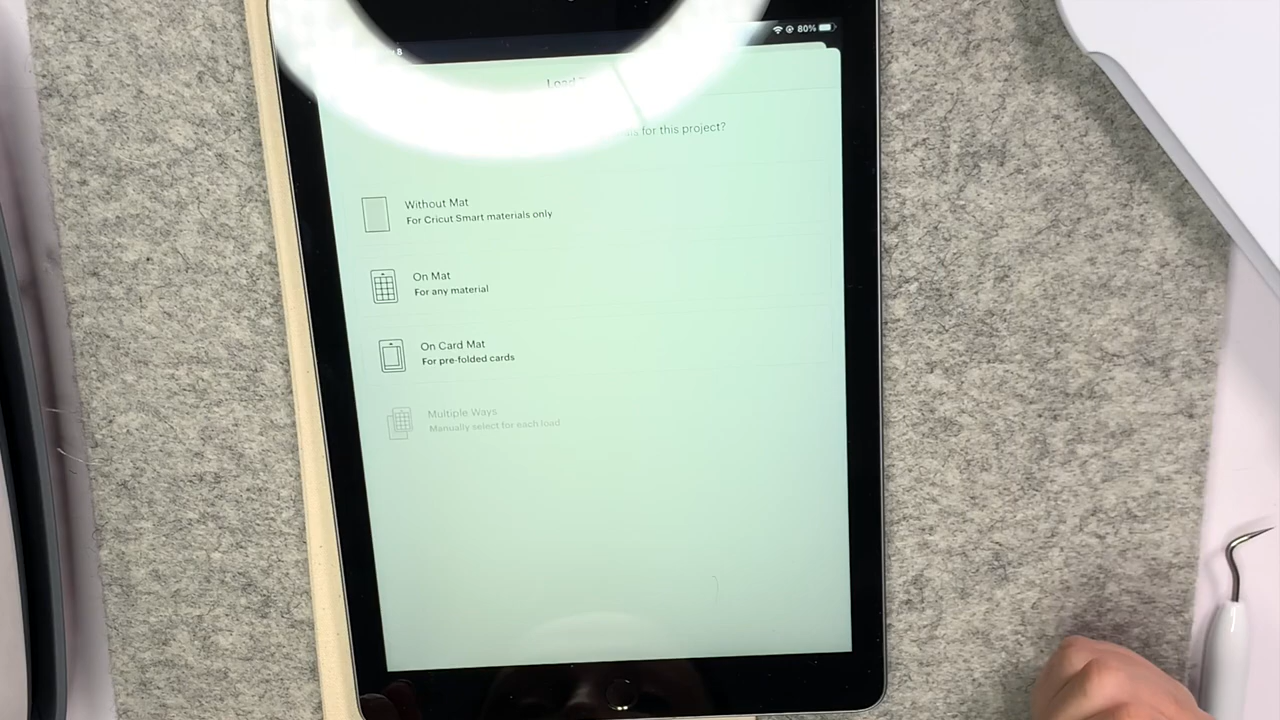 80%
8
Load
for this project?
Without Mat
For Cricut Smart materials only
On Mat
For any material
On Card Mat
For pre-folded cards
Multiple Ways
Manually select for each load